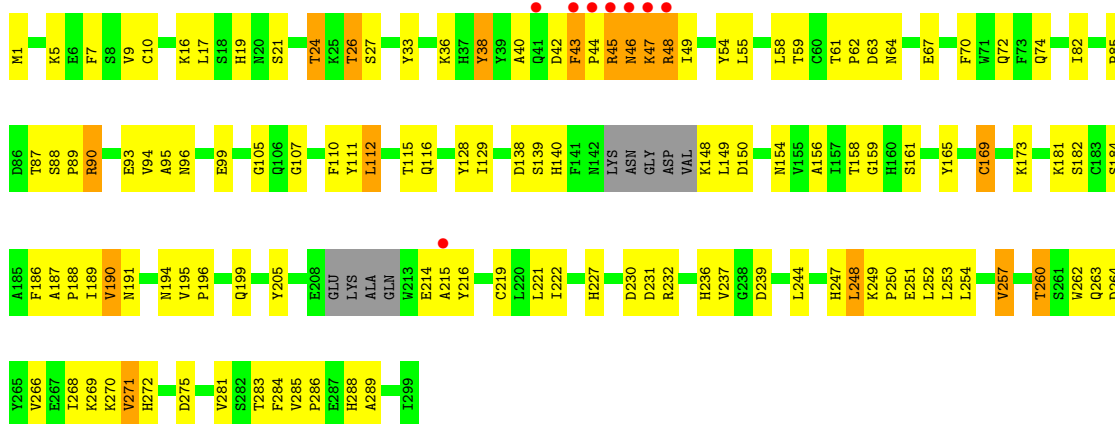 M1 K5 E6 F7 S8 V9 C10 K16 L17 S18 H19 N20 S21 T24 K25 T26 S27 Y33 K36 H37 Y38 Y39 A40 Q41 D42 F43 P44 R45 N46 K47 R48 I49 Y54 L55 L58 T59 C60 T61 P62 D63 N64 E67 F70 W71 Q72 F73 Q74 I82
D86 T87 S88 P89 R90 E93 V94 A95 N96 E99 G105 Q106 G107 F110 Y111 L112 T115 Q116 Y128 I129 D138 S139 H140 F141 N142 LYS ASN GLY ASP VAL K148 L149 D150 N154 V155 A156 I157 T158 G159 H160 S161 Y165 C169 K173 K181 S182 C183
A185 F186 A187 P188 I189 V190 N191 N194 V195 P196 Q199 Y205 E208 GLU LYS ALA GLN W213 E214 A215 Y216 C219 L220 L221 I222 H227 D230 D231 R232 H236 V237 G238 D239 L244 H247 L248 K249 P250 E251 L252 L253 L254 V257 T260 S261 W262 Q263
Y265 V266 E267 I268 K269 K270 V271 H272 D275 V281 S282 T283 F284 V285 P286 E287 H288 A289 I299